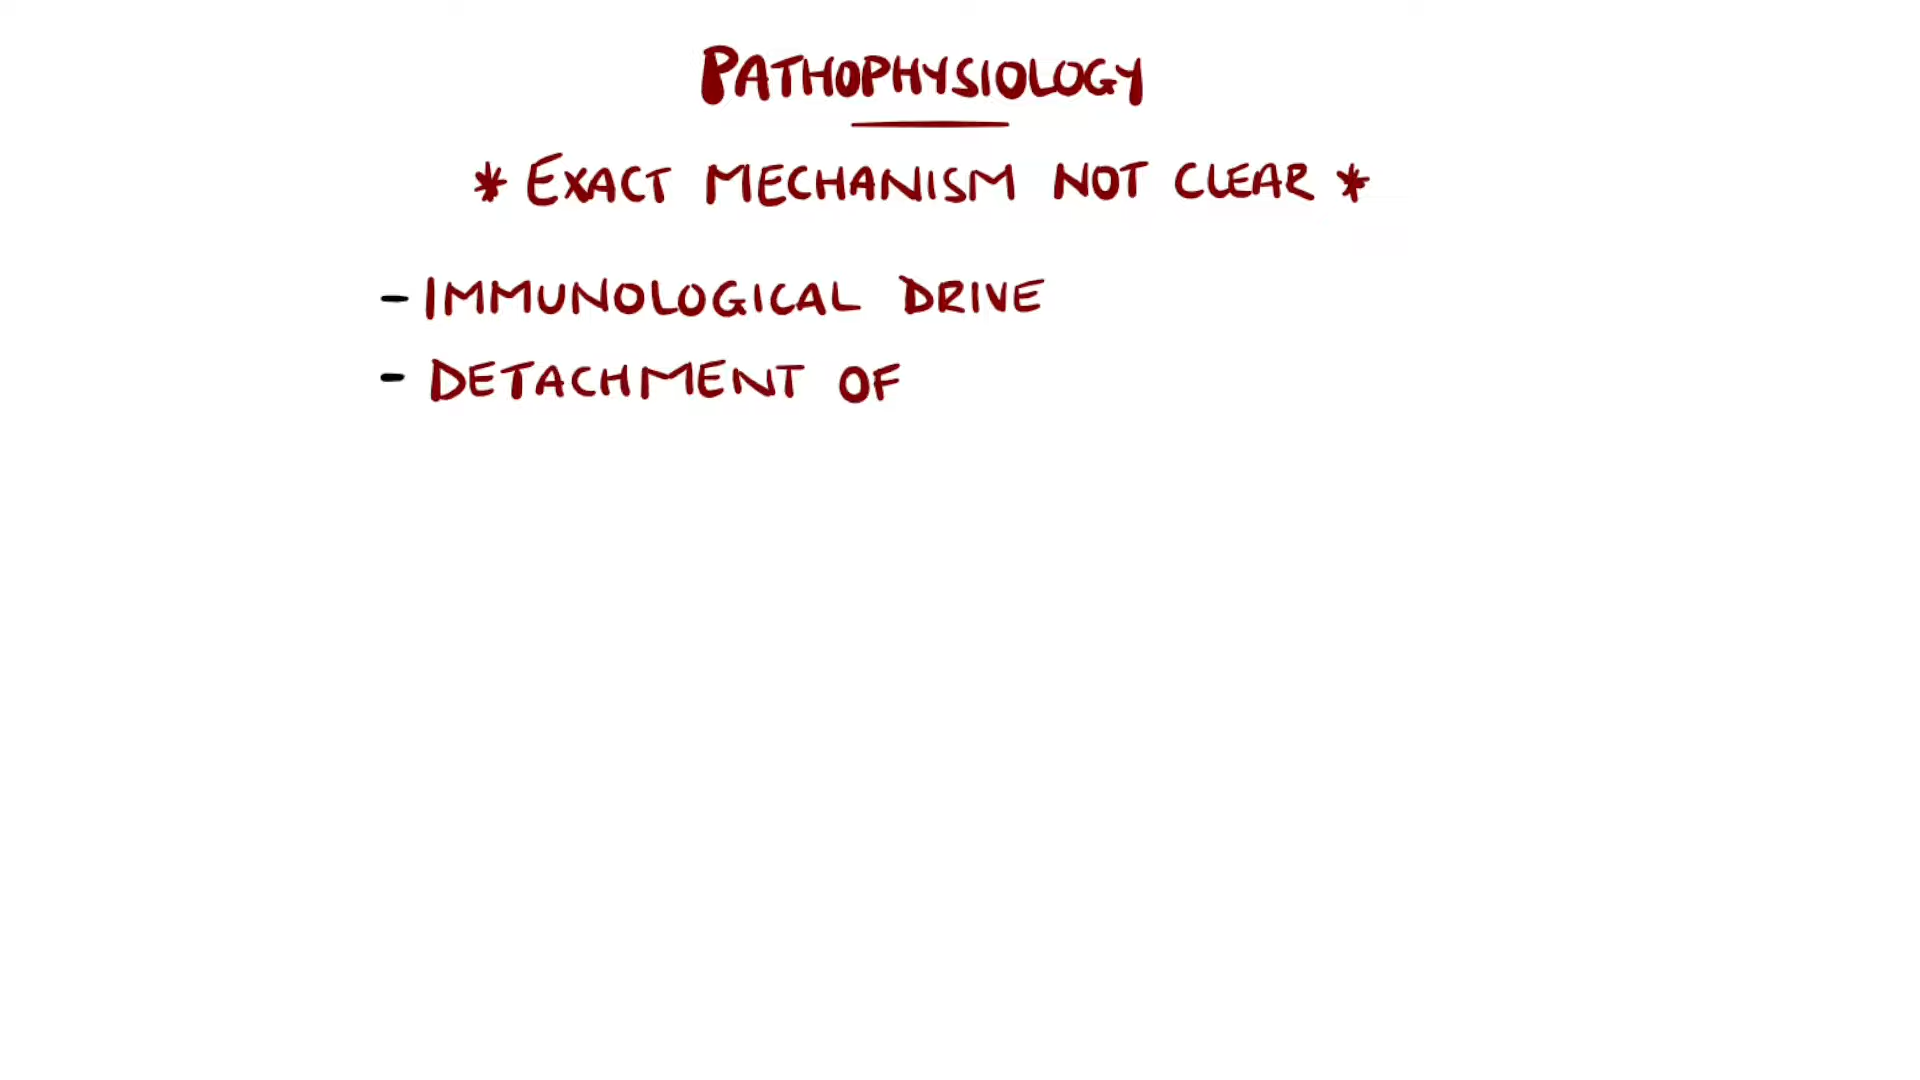 PATHOPHYSIOLOGY
* EXACT MECHANISM NOT CLEAR *
- IMMUNOLOGICAL DRIVE
- DETACHMENT OF